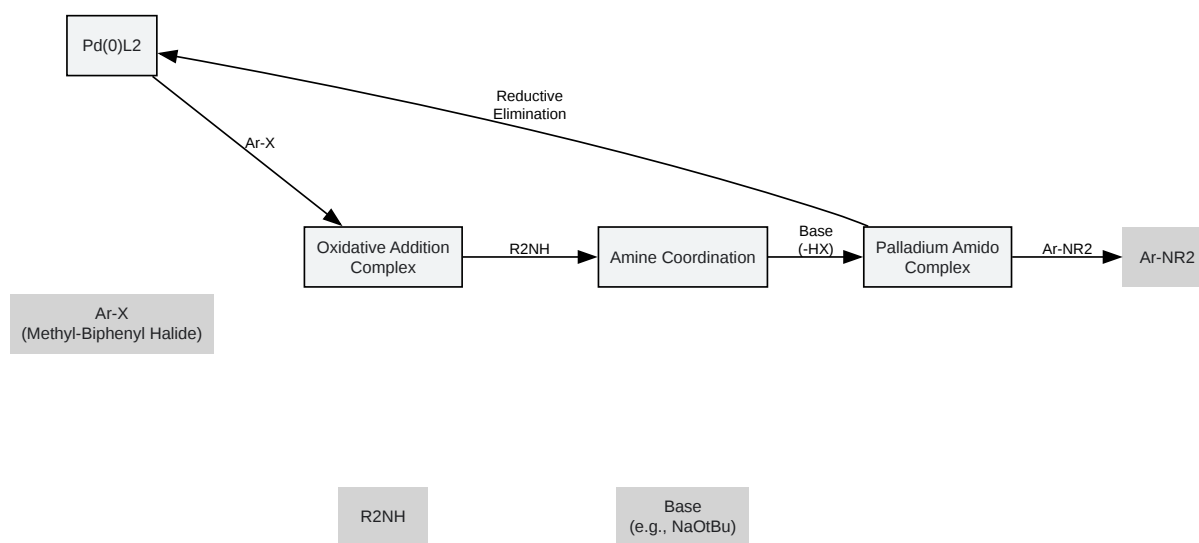 Pd(0)L2
Reductive
Elimination
Ar-X
Oxidative Addition
Complex
R2NH
Amine Coordination
Base
(-HX)
Palladium Amido
Complex
Ar-NR2
Ar-NR2
Ar-X
(Methyl-Biphenyl Halide)
R2NH
Base
(e.g., NaOtBu)